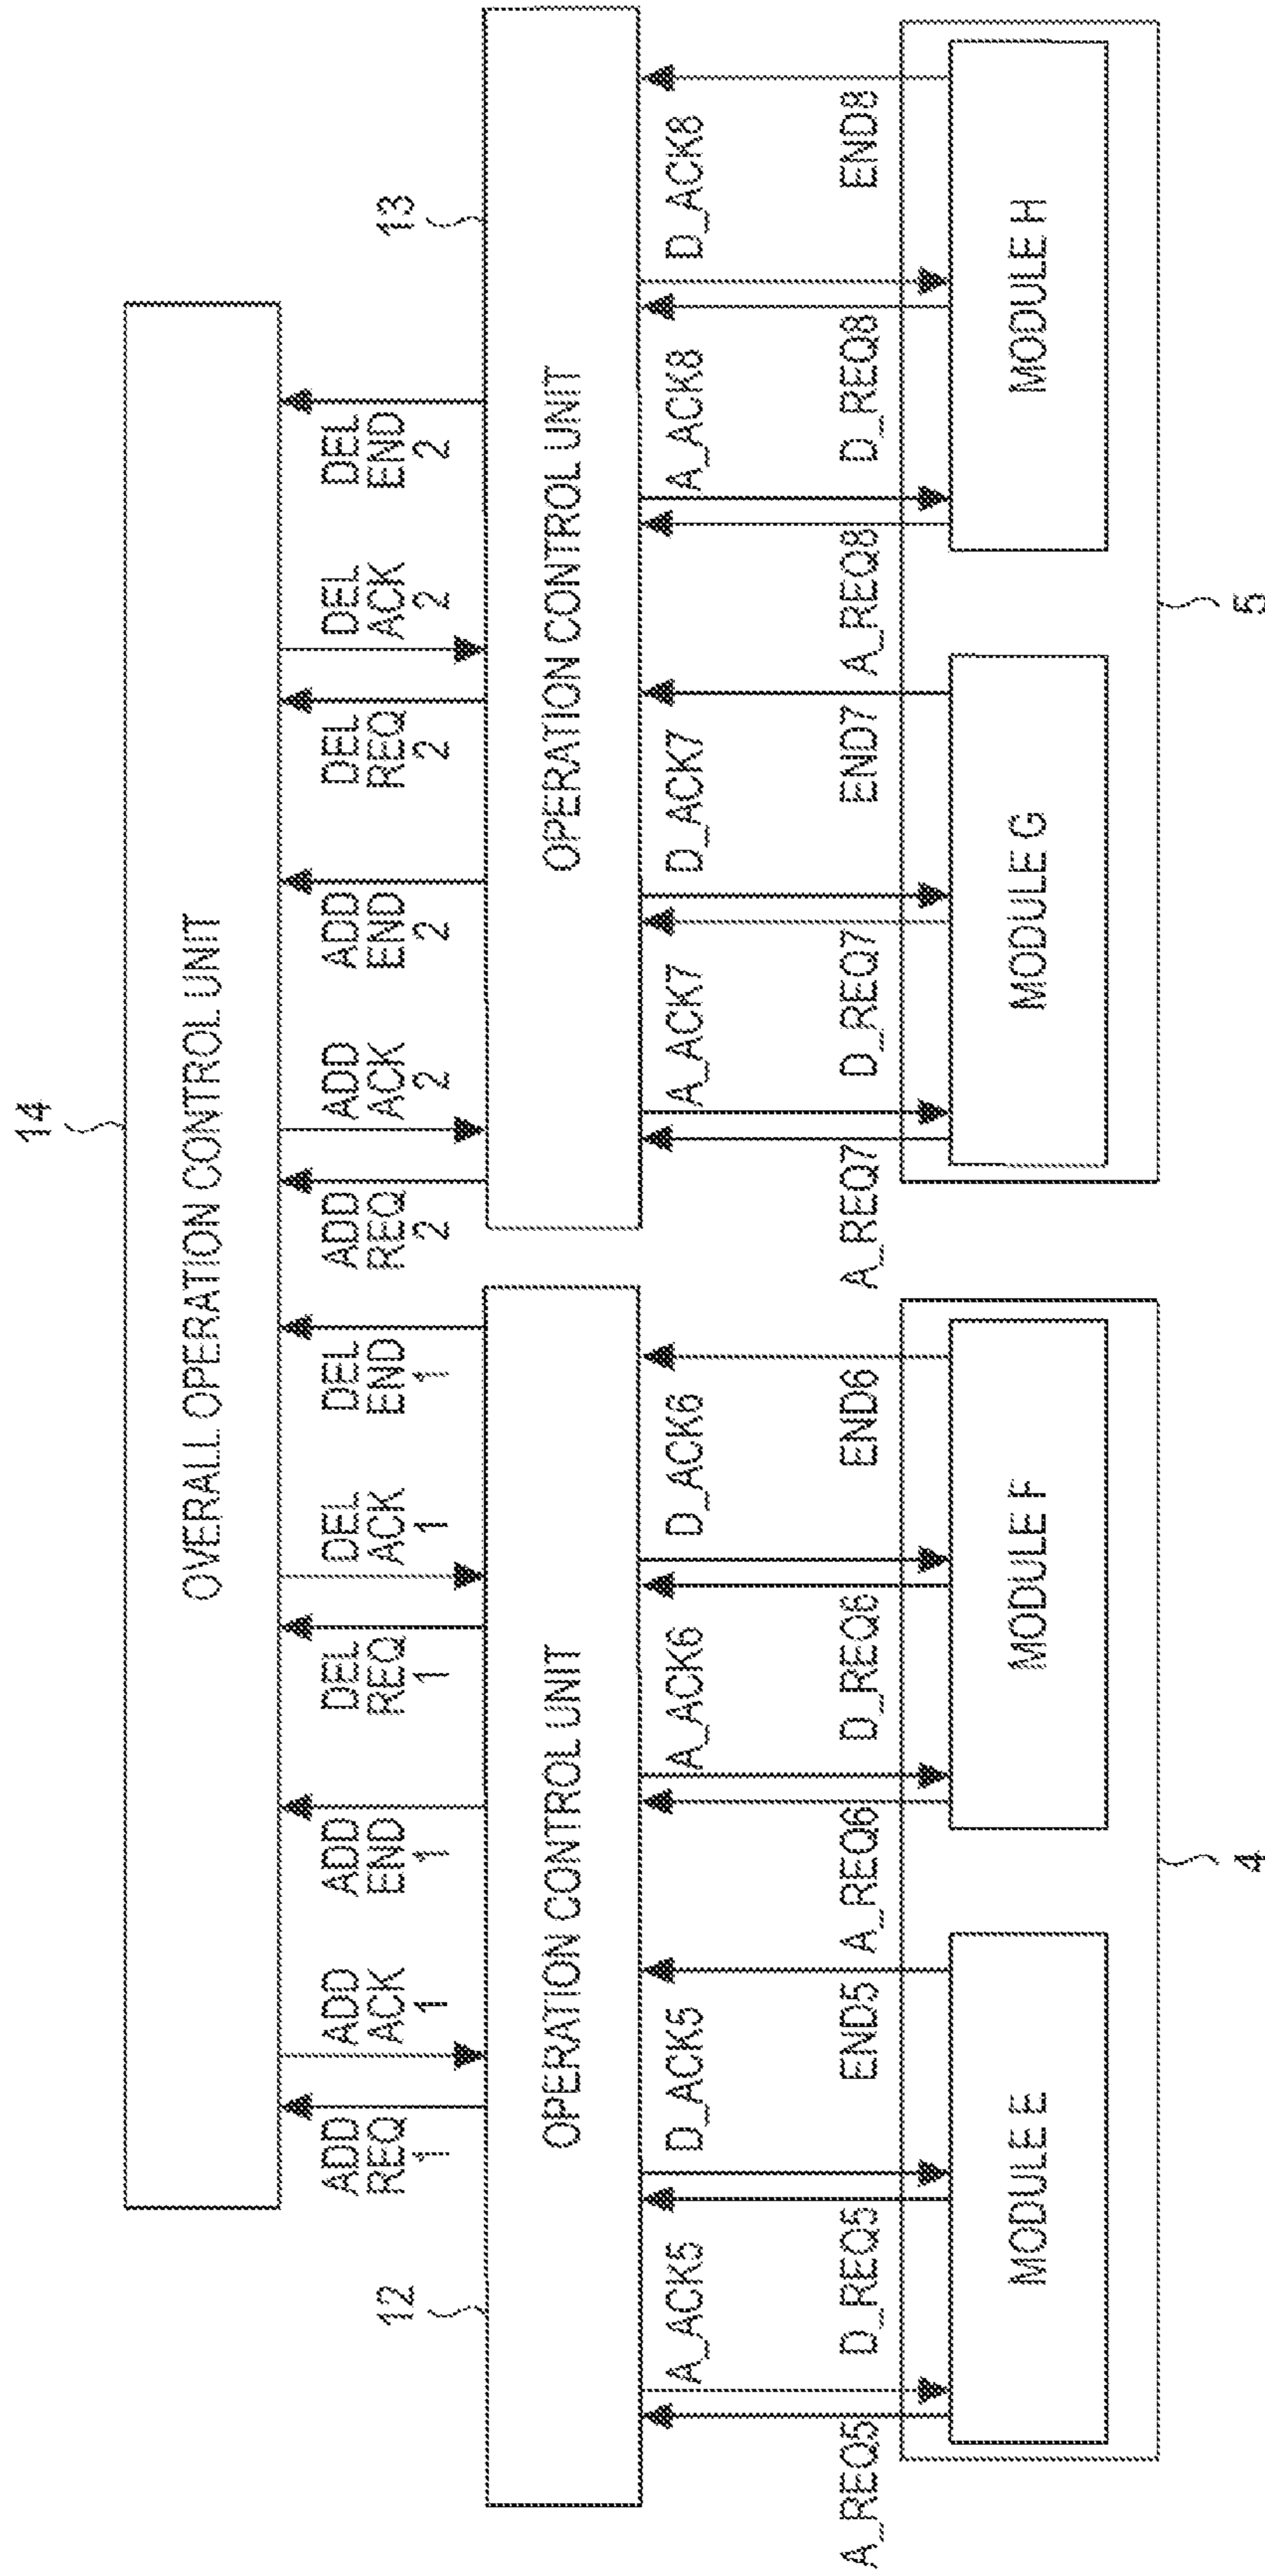 14
OVERALL OPERATION CONTROL UNIT
ADD
REQ
1
ADD
ACK
1
ADD
END
1
DEL
REQ
1
DEL
ACK
1
DEL
END
1
ADD
REQ
2
ADD
ACK
2
ADD
END
2
DEL
REQ
2
DEL
ACK
2
DEL
END
2
12
OPERATION CONTROL UNIT
13
OPERATION CONTROL UNIT
A_ACK5
D_ACK5
A_ACK6
D_ACK6
A_ACK7
D_ACK7
A_ACK8
D_ACK8
A_REQ5
D_REQ5
END5
A_REQ6
D_REQ6
END6
A_REQ7
D_REQ7
END7
A_REQ8
D_REQ8
END8
MODULE E
MODULE F
MODULE G
MODULE H
4
5